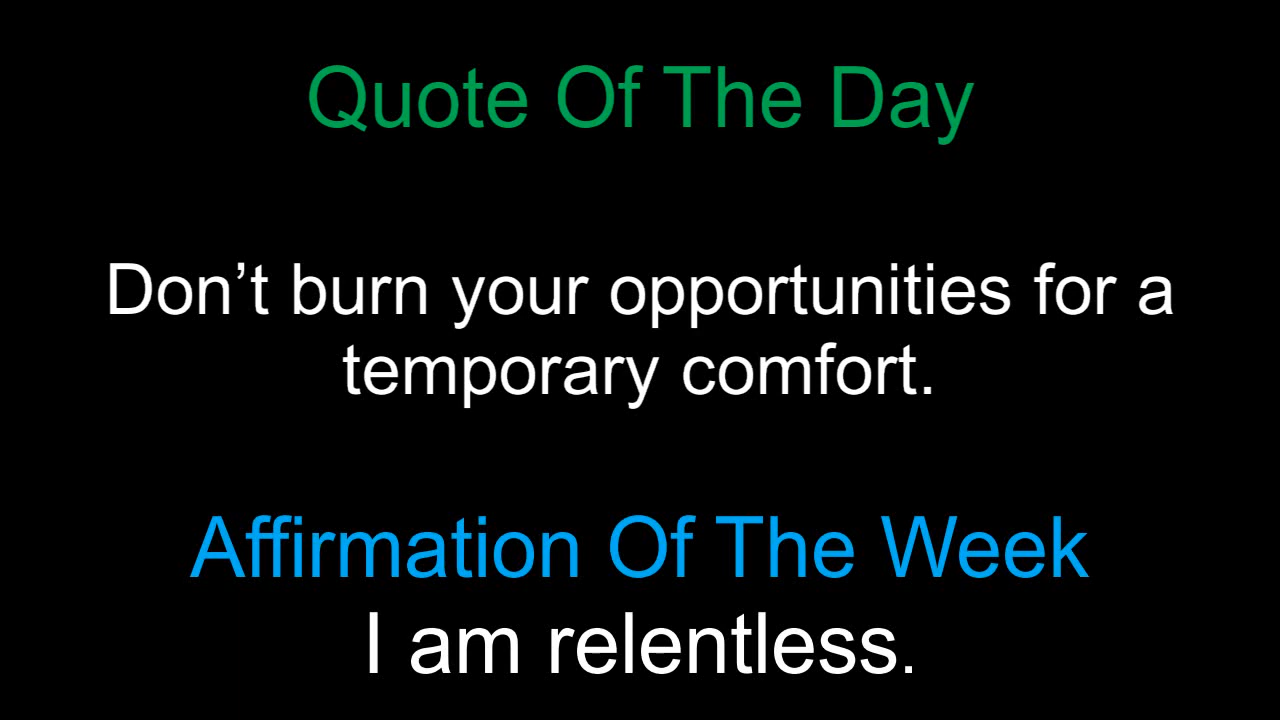 Quote Of The Day
Don’t burn your opportunities for a
temporary comfort.
Affirmation Of The Week
I am relentless.